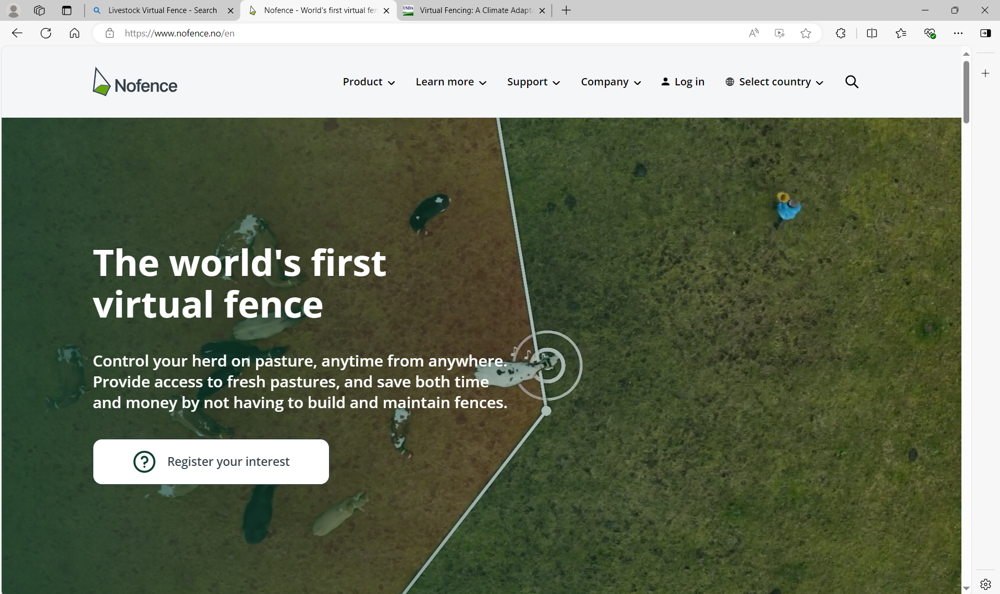 Livestock Virtual Fence - Search
Nofence - World's first virtual fen
USDA
Virtual Fencing: A Climate Adapta
https://www.nofence.no/en
Nofence
Product
Learn more
Support
Company
Log in
Select country
The world's first
virtual fence
Control your herd on pasture, anytime from anywhere.
Provide access to fresh pastures, and save both time
and money by not having to build and maintain fences.
? Register your interest